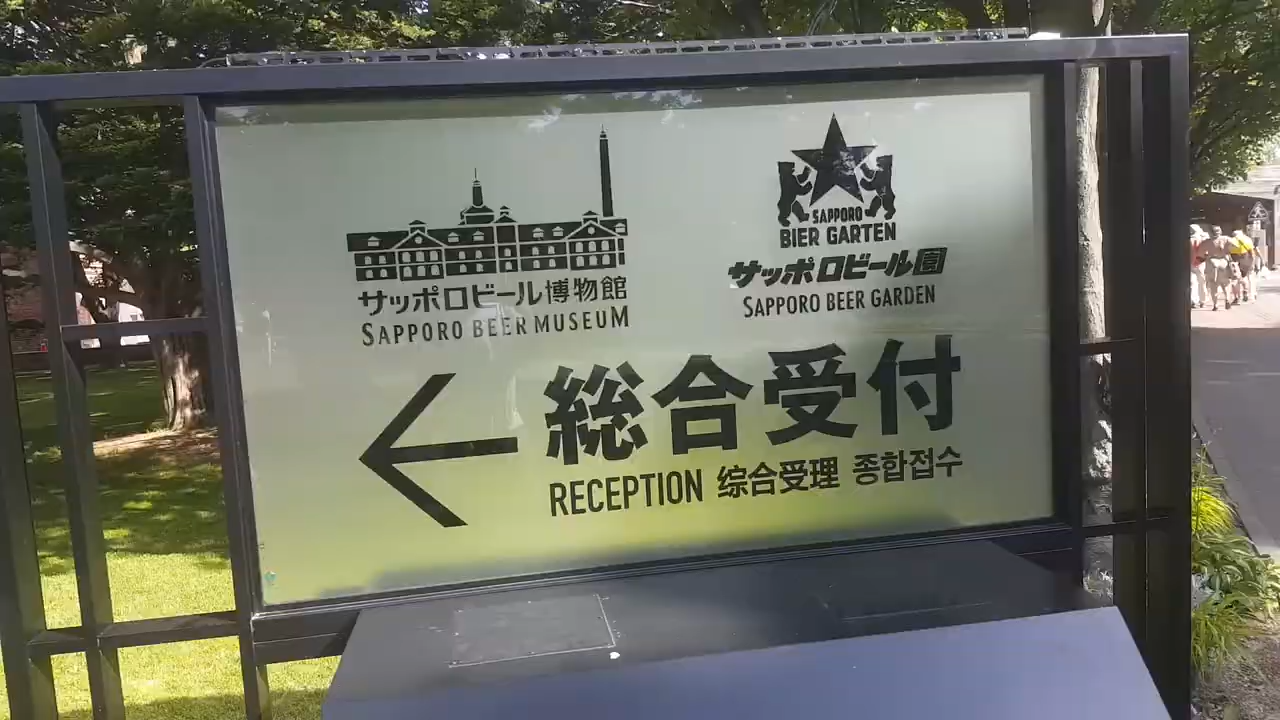 サッポロビール博物館
SAPPORO BEER MUSEUM
SAPPORO
BIER GARTEN
サッポロビール園
SAPPORO BEER GARDEN
総合受付
RECEPTION 综合受理 종합접수